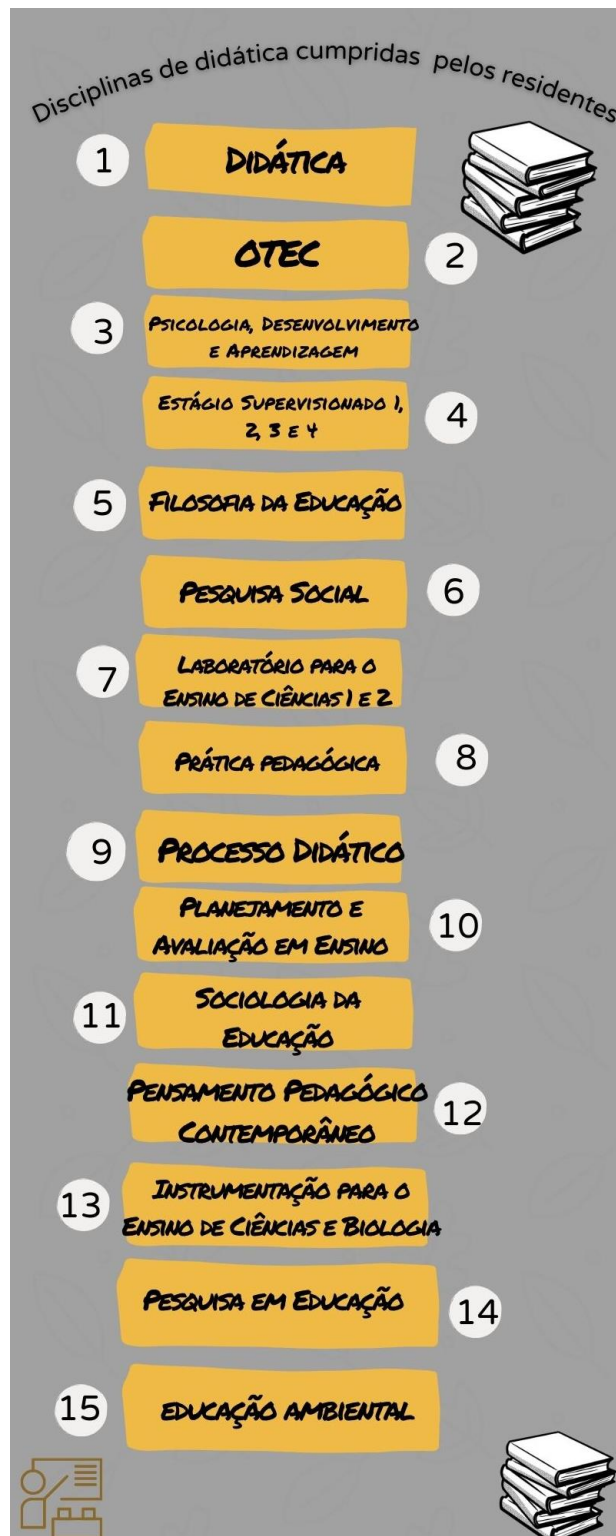 Disciplinas de didática cumpridas pelos residentes
1
DIDÁTICA
OTEC
2
3
PSICOLOGIA, DESENVOLVIMENTO
E APRENDIZAGEM
ESTÁGIO SUPERVISIONADO 1,
2, 3 E 4
4
5
FILOSOFIA DA EDUCAÇÃO
PESQUISA SOCIAL
6
7
LABORATÓRIO PARA O
ENSINO DE CIÊNCIAS 1 E 2
PRÁTICA PEDAGÓGICA
8
9
PROCESSO DIDÁTICO
PLANEJAMENTO E
AVALIAÇÃO EM ENSINO
10
11
SOCIOLOGIA DA
EDUCAÇÃO
PENSAMENTO PEDAGÓGICO
CONTEMPORÂNEO
12
13
INSTRUMENTAÇÃO PARA O
ENSINO DE CIÊNCIAS E BIOLOGIA
PESQUISA EM EDUCAÇÃO
14
15
EDUCAÇÃO AMBIENTAL